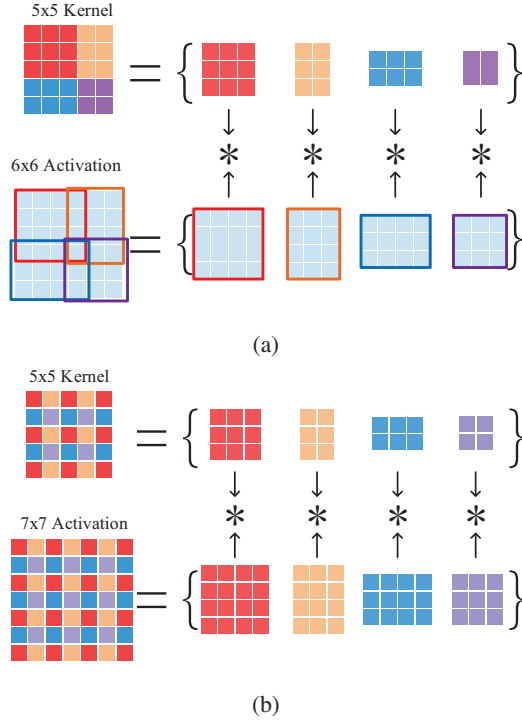 5x5 Kernel
= { }
* * * *
6x6 Activation
= { }
(a)
5x5 Kernel
= { }
* * * *
7x7 Activation
= { }
(b)